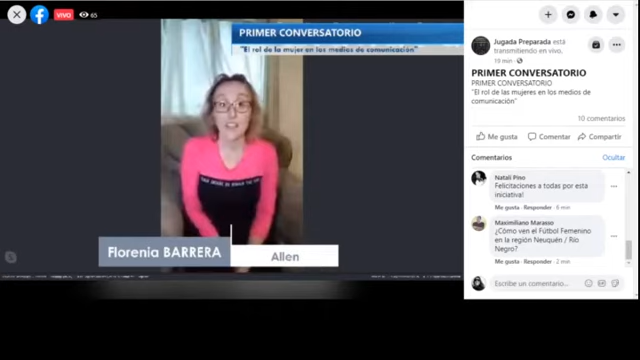 VIVO
65
PRIMER CONVERSATORIO
"El rol de la mujer en los medios de comunicación"
Florenia BARRERA
Allen
Jugada Preparada está
transmitiendo en vivo.
19 min
PRIMER CONVERSATORIO
PRIMER CONVERSATORIO
"El rol de las mujeres en los medios de
comunicación"
10 comentarios
Me gusta
Comentar
Compartir
Comentarios
Ocultar
Natali Pino
Felicitaciones a todas por esta
iniciativa!
Me gusta · Responder · 6 min
Maximiliano Marasso
¿Cómo ven el Fútbol Femenino
en la región Neuquén / Río
Negro?
Me gusta · Responder · 2 min
Escribe un comentario...